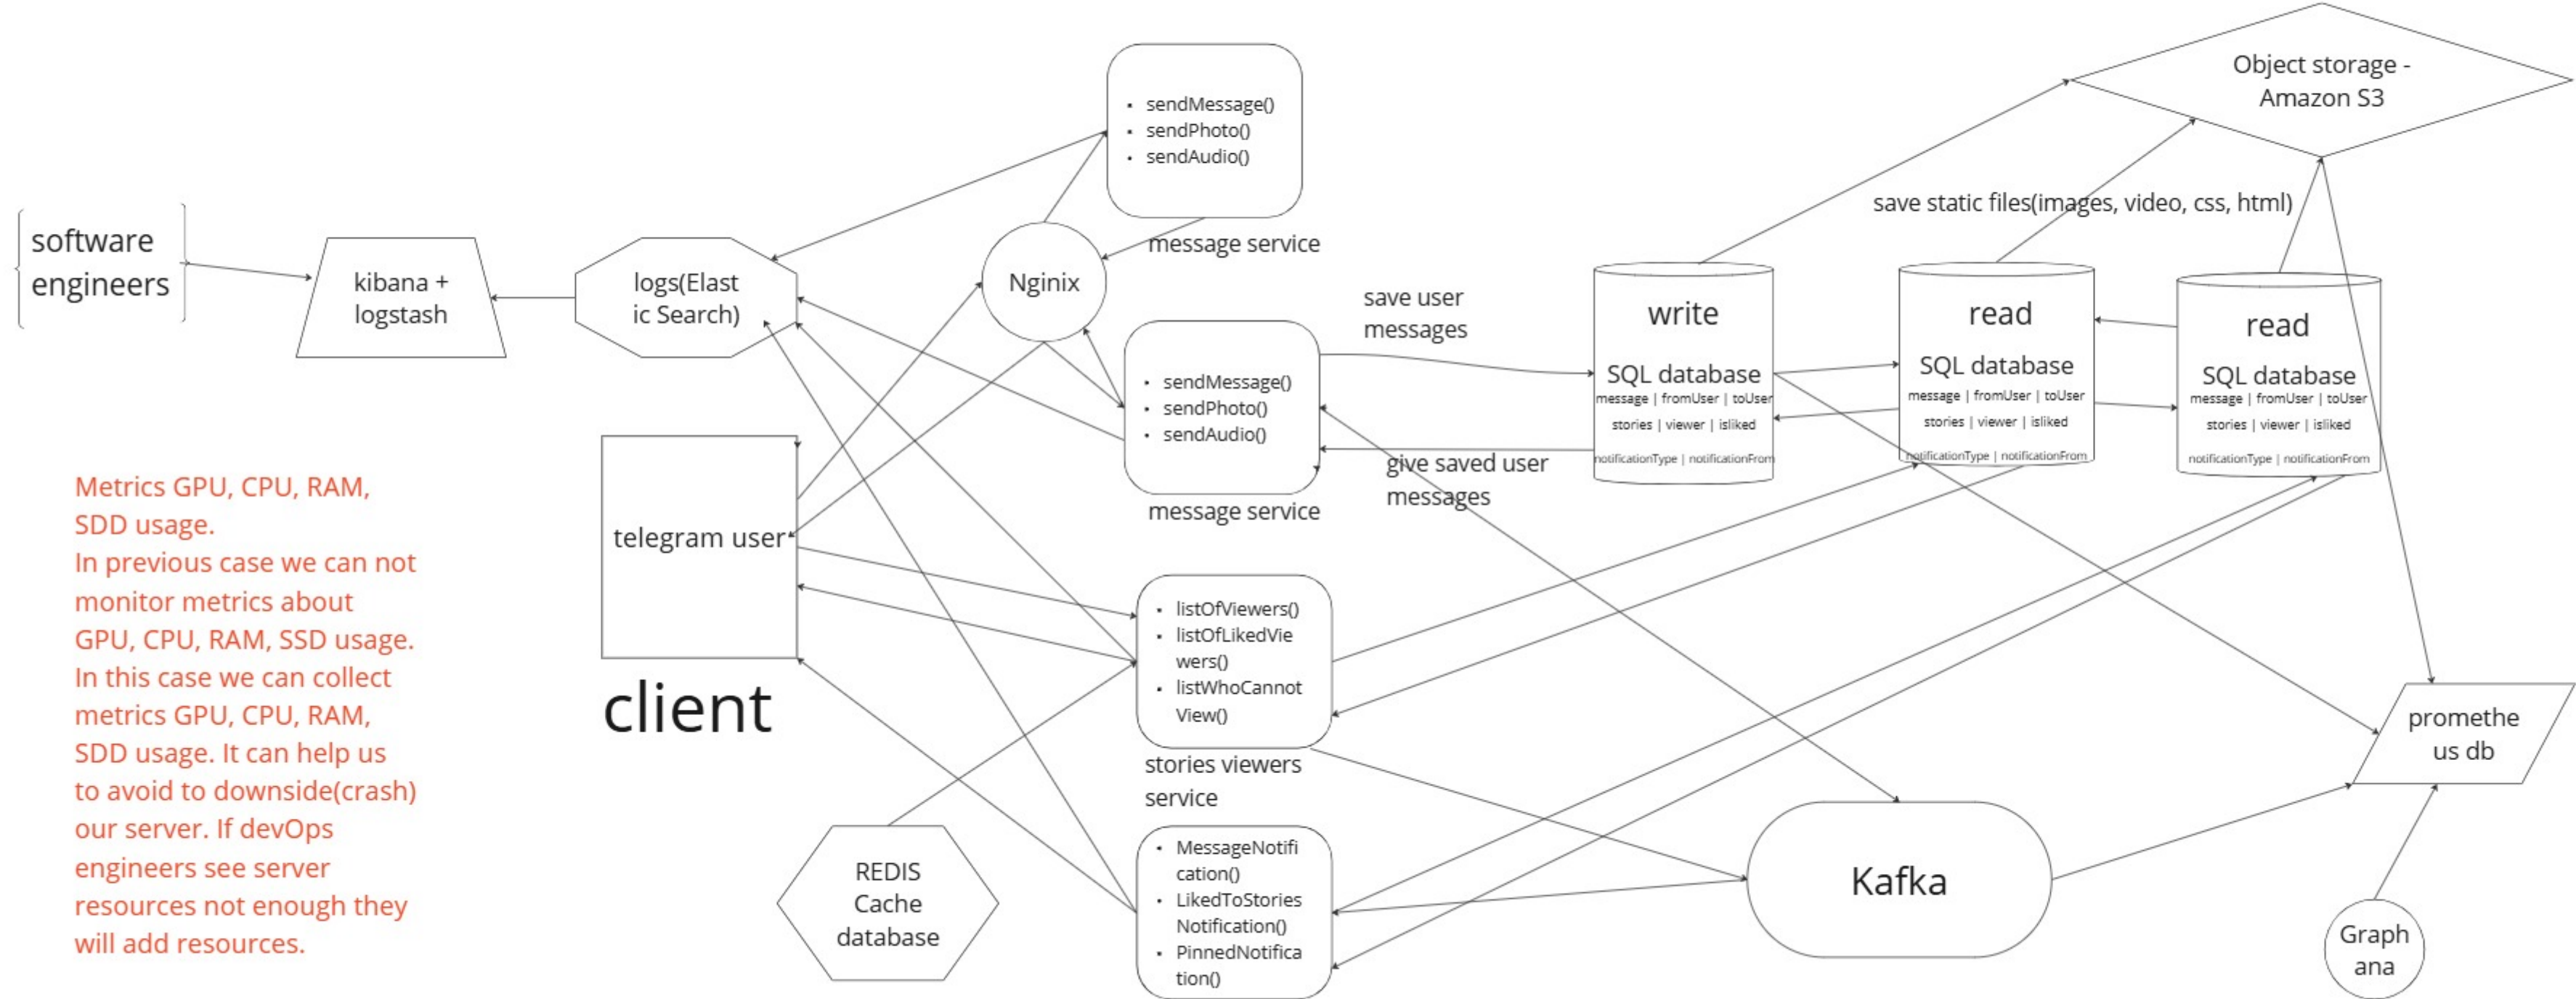 software
engineers
kibana +
logstash
logs(Elast
ic Search)
• sendMessage()
• sendPhoto()
• sendAudio()
message service
Nginix
• sendMessage()
• sendPhoto()
• sendAudio()
message service
save user
messages
give saved user
messages
write
SQL database
message | fromUser | toUser
stories | viewer | isliked
notificationType | notificationFrom
read
SQL database
message | fromUser | toUser
stories | viewer | isliked
notificationType | notificationFrom
read
SQL database
message | fromUser | toUser
stories | viewer | isliked
notificationType | notificationFrom
save static files(images, video, css, html)
Object storage -
Amazon S3
telegram user
client
• listOfViewers()
• listOfLikedVie
wers()
• listWhoCannot
View()
stories viewers
service
• MessageNotifi
cation()
• LikedToStories
Notification()
• PinnedNotifica
tion()
REDIS
Cache
database
Kafka
promethe
us db
Graph
ana
Metrics GPU, CPU, RAM,
SDD usage.
In previous case we can not
monitor metrics about
GPU, CPU, RAM, SSD usage.
In this case we can collect
metrics GPU, CPU, RAM,
SDD usage. It can help us
to avoid to downside(crash)
our server. If devOps
engineers see server
resources not enough they
will add resources.